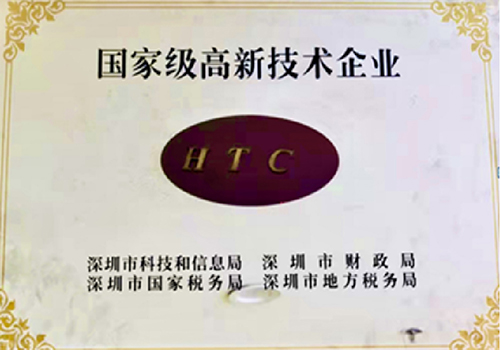 国家级高新技术企业
HTC
深圳市科技和信息局 深圳市财政局
深圳市国家税务局 深圳市地方税务局